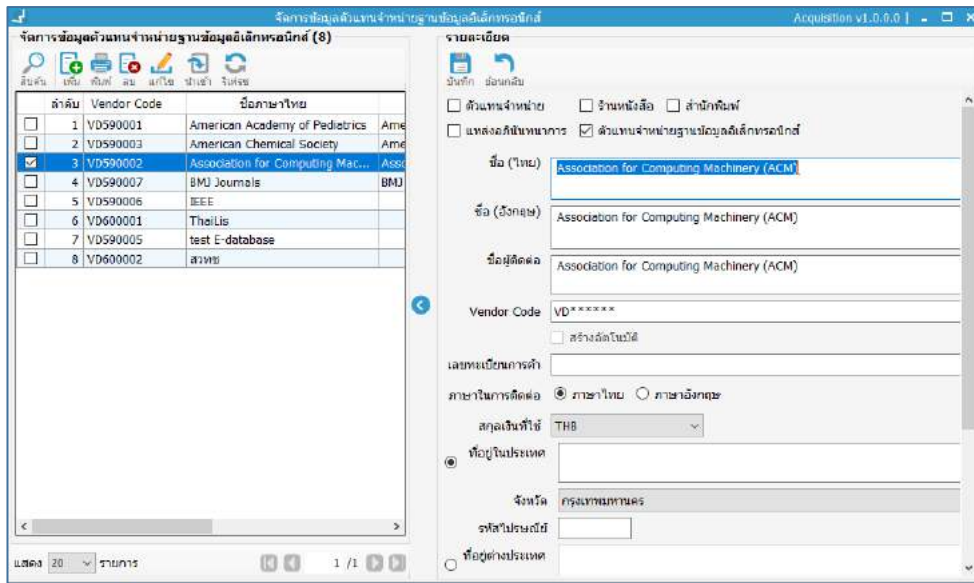 จัดการข้อมูลตัวแทนจำหน่ายฐานข้อมูลอิเล็กทรอนิกส์
Acquisition v1.0.0.0 |
จัดการข้อมูลตัวแทนจำหน่ายฐานข้อมูลอิเล็กทรอนิกส์ (8)
สืบค้น เพิ่ม พิมพ์ ลบ แก้ไข นำเข้า รีเฟรช
ลำดับ Vendor Code ชื่อภาษาไทย
1 VD590001 American Academy of Pediatrics Ame
2 VD590003 American Chemical Society Ame
3 VD590002 Association for Computing Mac... Asso
4 VD590007 BMJ Journals BMJ
5 VD590006 IEEE
6 VD600001 ThaiLis
7 VD590005 test E-database
8 VD600002 สวทช
แสดง 20 รายการ
1 /1
รายละเอียด
บันทึก ย้อนกลับ
ตัวแทนจำหน่าย ร้านหนังสือ สำนักพิมพ์
แหล่งอภินันทนาการ ตัวแทนจำหน่ายฐานข้อมูลอิเล็กทรอนิกส์
ชื่อ (ไทย) Association for Computing Machinery (ACM)
ชื่อ (อังกฤษ) Association for Computing Machinery (ACM)
ชื่อผู้ติดต่อ Association for Computing Machinery (ACM)
Vendor Code VD******
สร้างอัตโนมัติ
เลขทะเบียนการค้า
ภาษาในการติดต่อ ภาษาไทย ภาษาอังกฤษ
สกุลเงินที่ใช้ THB
ที่อยู่ในประเทศ
จังหวัด กรุงเทพมหานคร
รหัสไปรษณีย์
ที่อยู่ต่างประเทศ